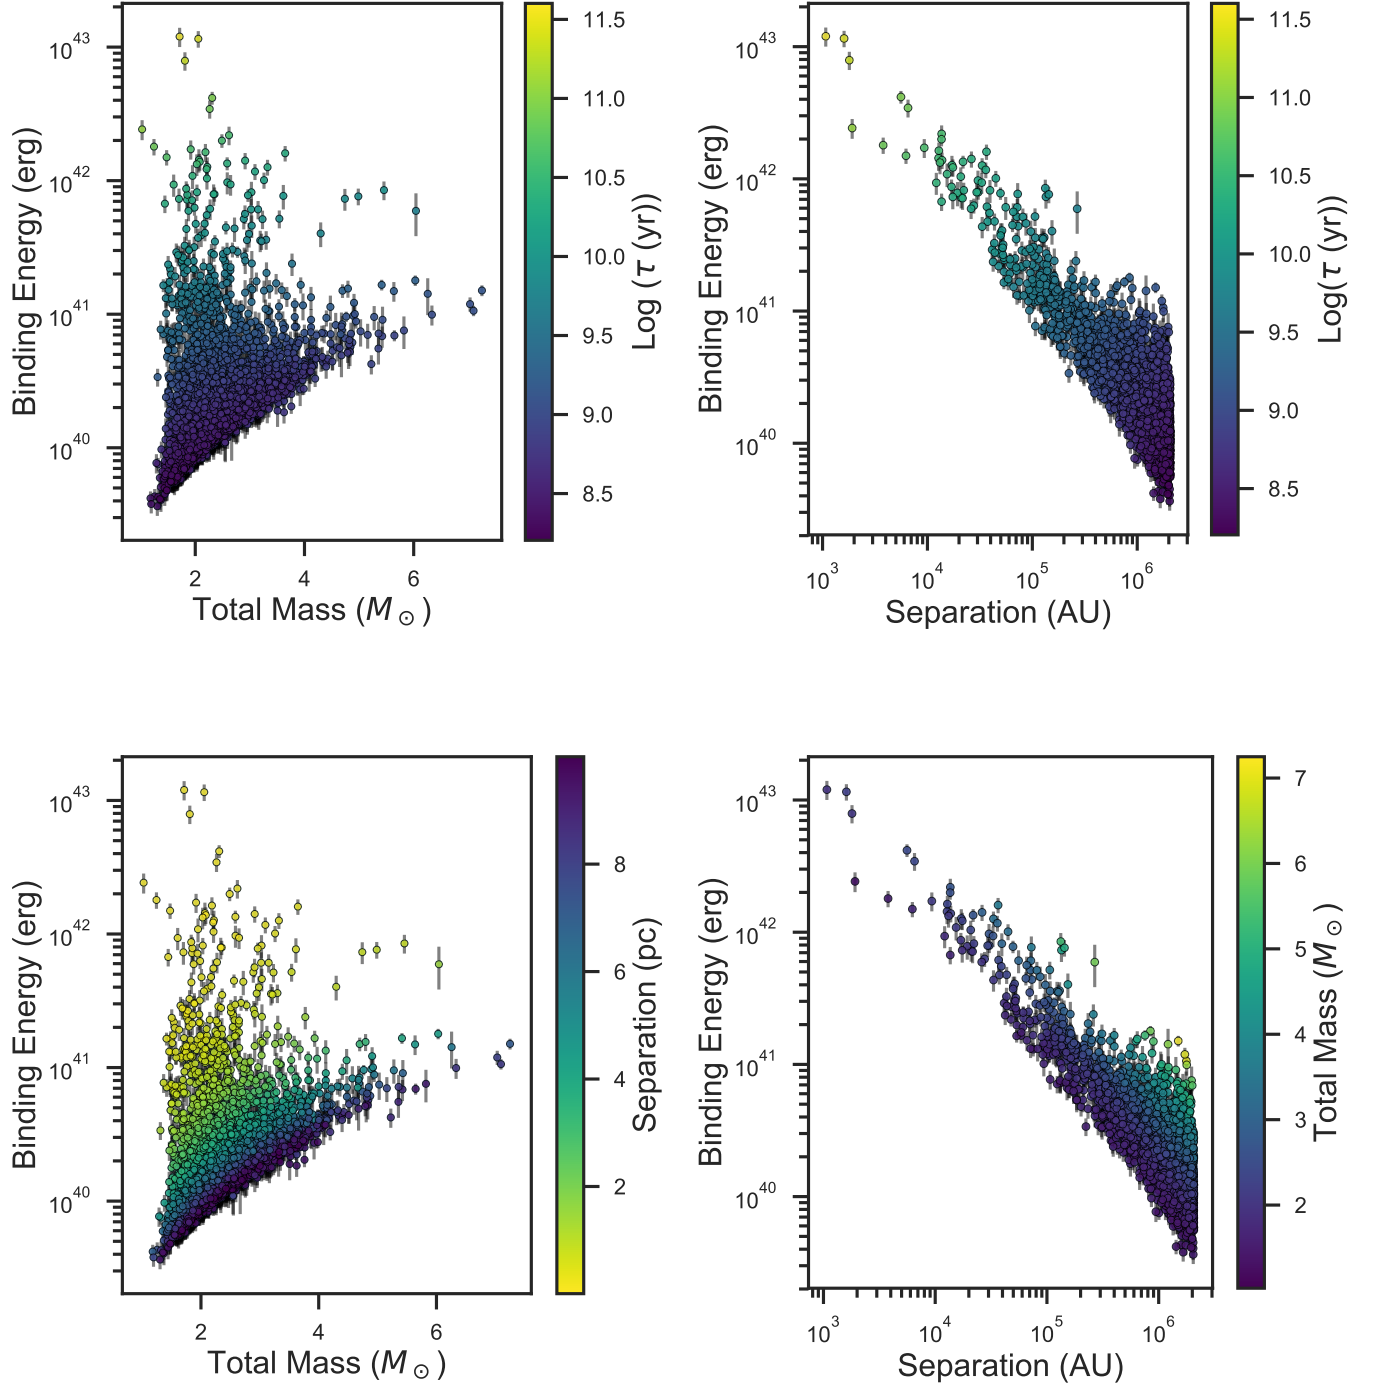 10^43
10^42
10^41
10^40
Binding Energy (erg)
2 4 6
Total Mass (M⊙)
11.5
11.0
10.5
10.0
9.5
9.0
8.5
Log (τ (yr))
10^43
10^42
10^41
10^40
Binding Energy (erg)
10^3 10^4 10^5 10^6
Separation (AU)
11.5
11.0
10.5
10.0
9.5
9.0
8.5
Log(τ (yr))
10^43
10^42
10^41
10^40
Binding Energy (erg)
2 4 6
Total Mass (M⊙)
8
6
4
2
Separation (pc)
10^43
10^42
10^41
10^40
Binding Energy (erg)
10^3 10^4 10^5 10^6
Separation (AU)
7
6
5
4
3
2
Total Mass (M⊙)